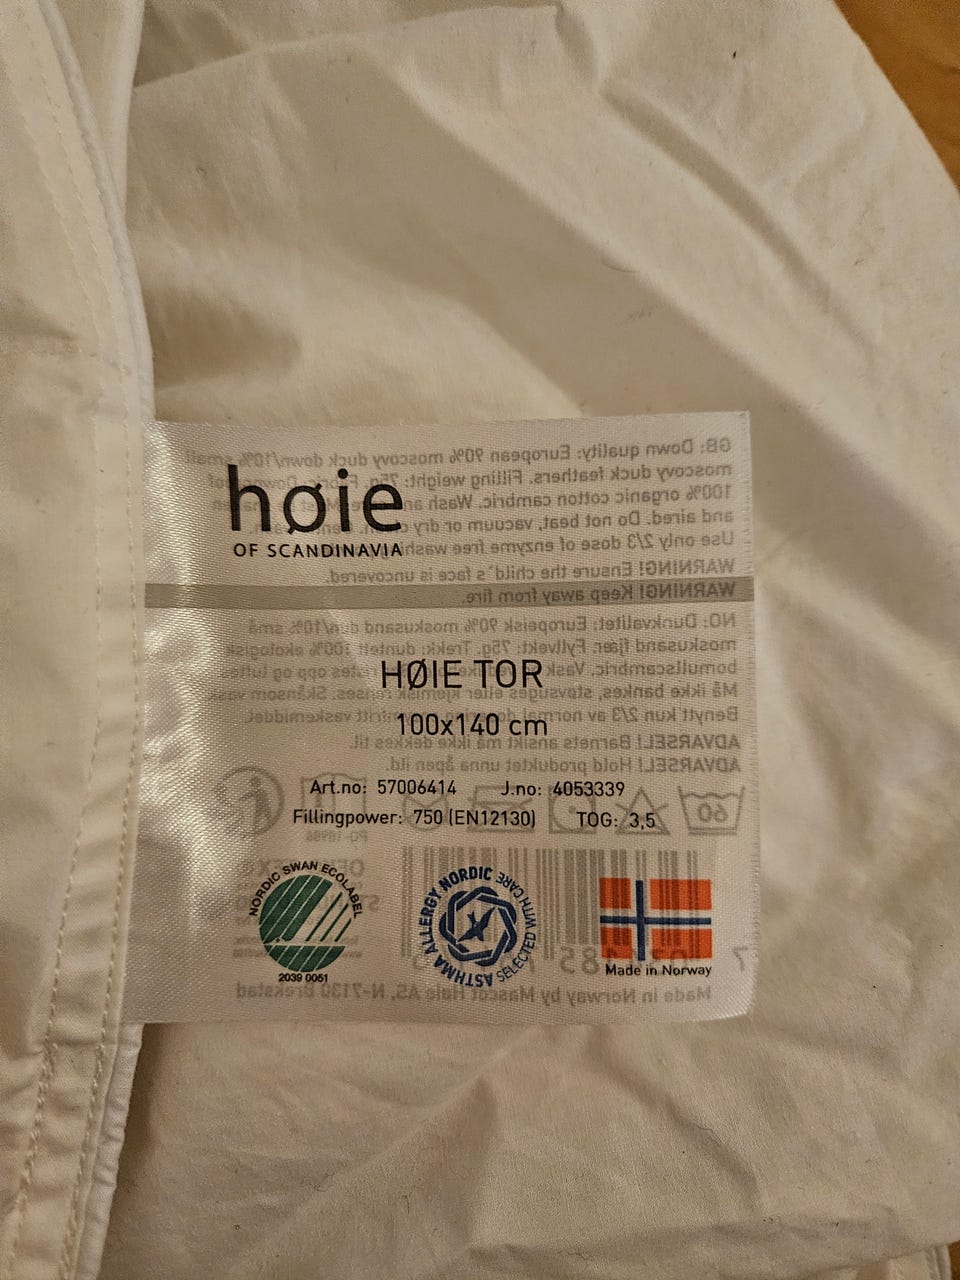 høie
OF SCANDINAVIA
HØIE TOR
100x140 cm
Art.no: 57006414 J.no: 4053339
Fillingpower: 750 (EN12130) TOG: 3,5
NORDIC SWAN ECOLABEL
2039 0051
ASTHMA ALLERGY NORDIC
SELECTED WITH CARE
Made in Norway
GB: Down quality: European 90% moscovy duck down/10% small
moscovy duck feathers. Filling weight: 75g.
100% organic cotton cambric. Wash
and aired. Do not beat, vacuum or dry
Use only 2/3 dose of enzyme free
WARNING! Ensure the child´s face is uncovered.
WARNING! Keep away from fire.
NO: Dunkvalitet: Europeisk 90% moskusand dun/10% små
moskusand fjær. Fyllvekt: 75g. Trekk: duntett 100% økologisk
bomullscambric. Vask
Må ikke bankes, støvsuges eller kjemisk renses. Skånsom
Benytt kun 2/3 av normal
ADVARSEL! Barnets ansikt må ikke dekkes til.
ADVARSEL! Hold produktet unna åpen ild.
60
Made in Norway by Mascot Høie AS, N-7130 Brekstad